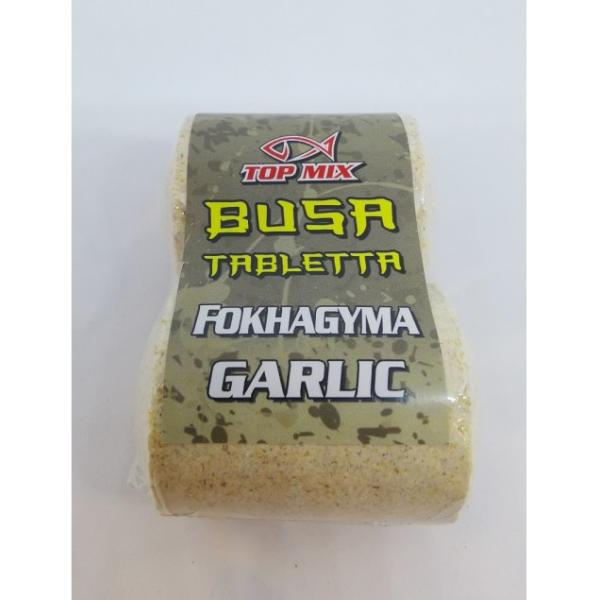 TOP MIX
BUSA
TABLETTA
FOKHAGYMA
GARLIC